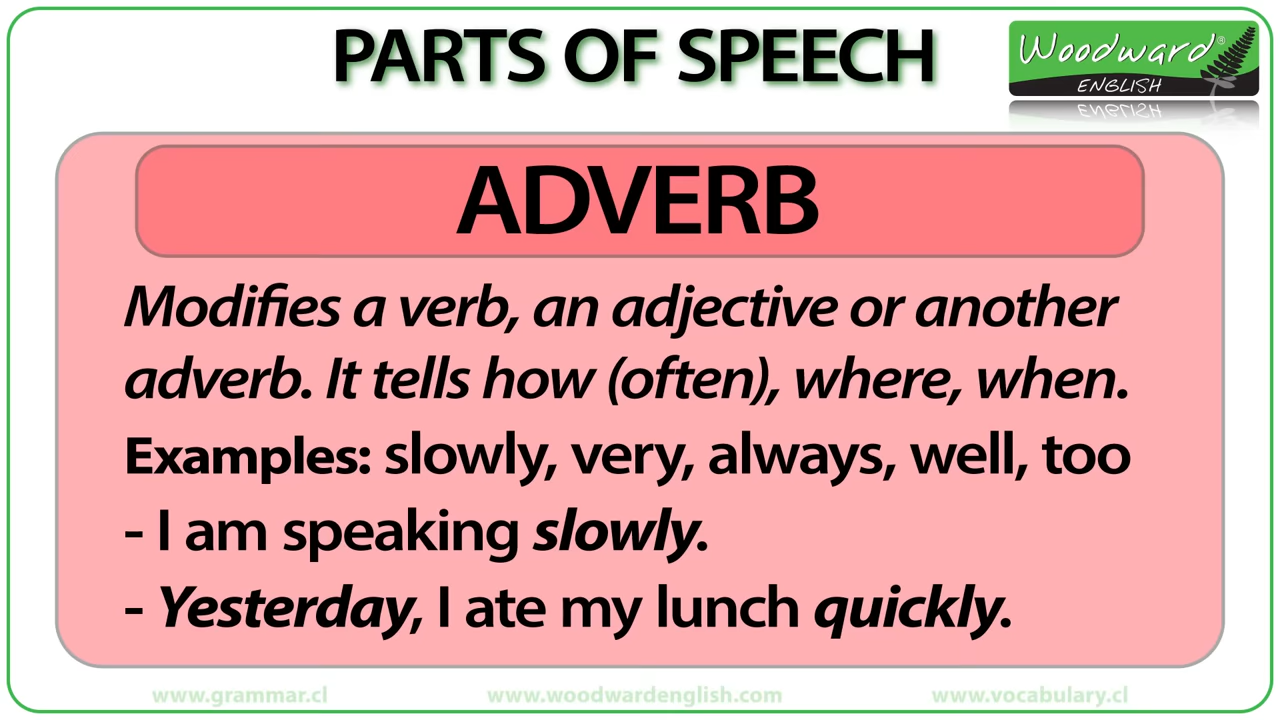 PARTS OF SPEECH
Woodward®
ENGLISH
ADVERB
Modifies a verb, an adjective or another
adverb. It tells how (often), where, when.
Examples: slowly, very, always, well, too
- I am speaking slowly.
- Yesterday, I ate my lunch quickly.
www.grammar.cl www.woodwardenglish.com www.vocabulary.cl